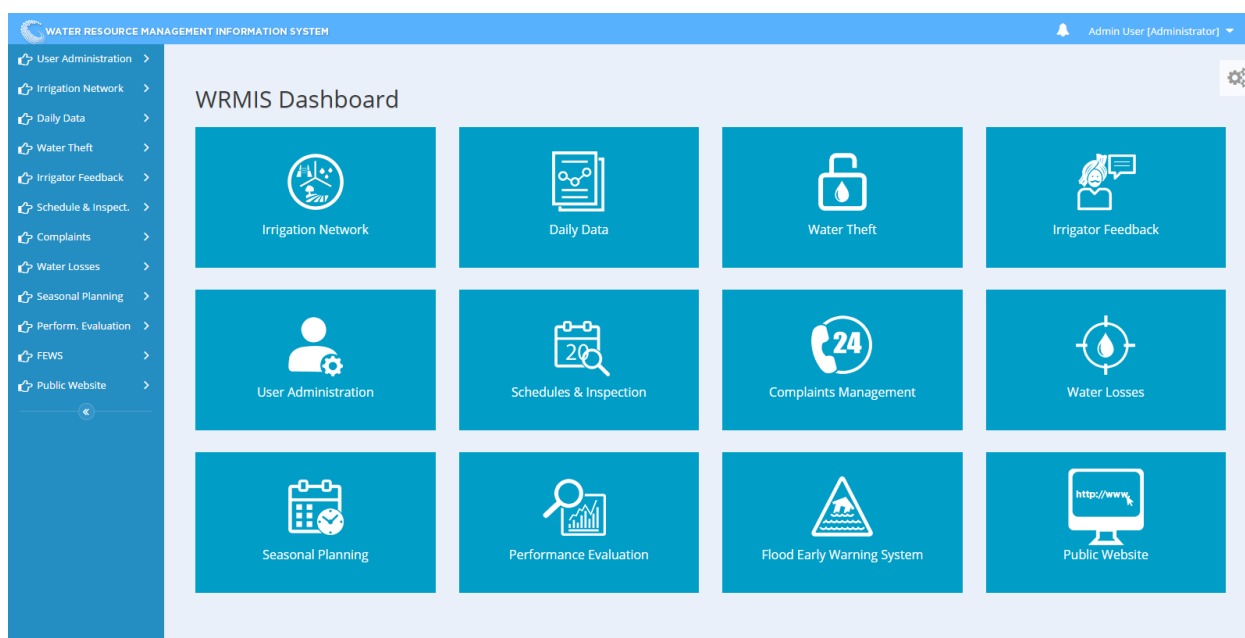 WATER RESOURCE MANAGEMENT INFORMATION SYSTEM
Admin User [Administrator]
User Administration
Irrigation Network
Daily Data
Water Theft
Irrigator Feedback
Schedule & Inspect.
Complaints
Water Losses
Seasonal Planning
Perform. Evaluation
FEWS
Public Website
WRMIS Dashboard
Irrigation Network
Daily Data
Water Theft
Irrigator Feedback
20
24
User Administration
Schedules & Inspection
Complaints Management
Water Losses
http://www
Seasonal Planning
Performance Evaluation
Flood Early Warning System
Public Website